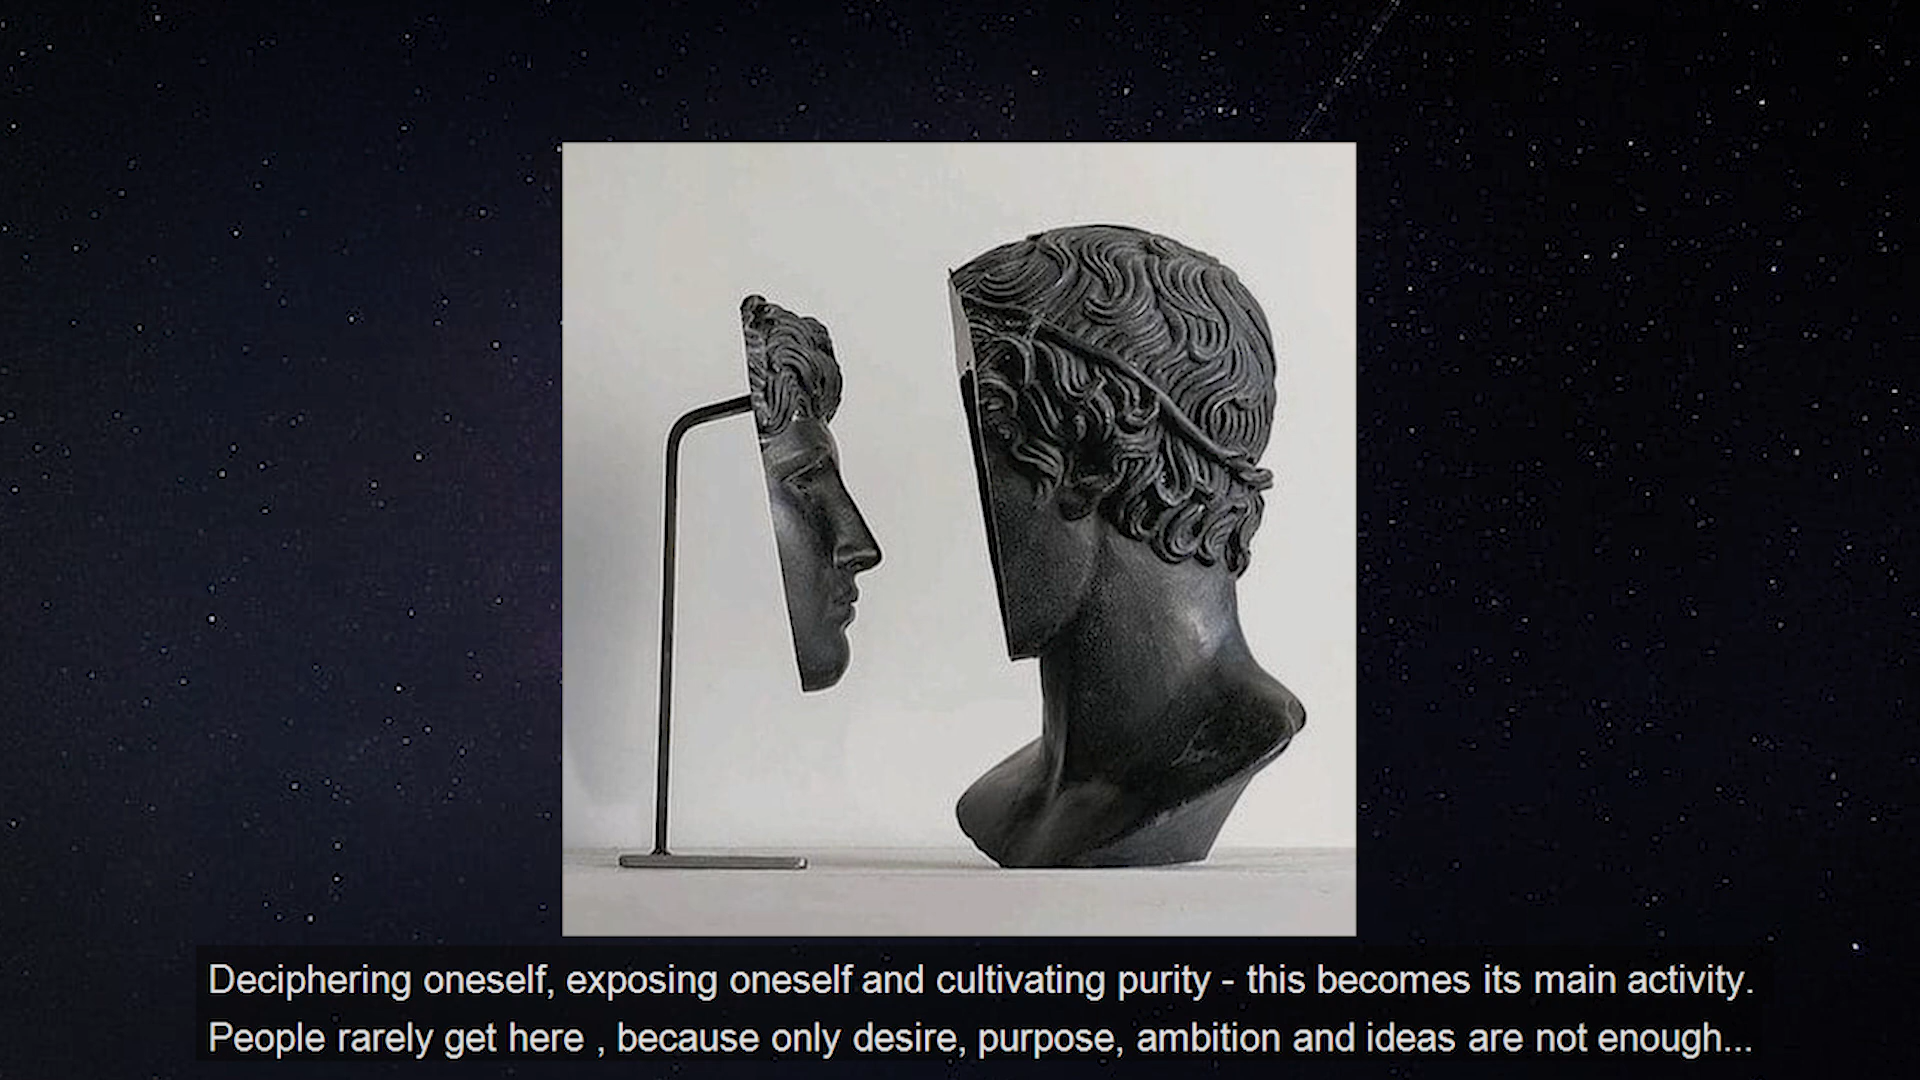 Deciphering oneself, exposing oneself and cultivating purity - this becomes its main activity.
People rarely get here , because only desire, purpose, ambition and ideas are not enough...